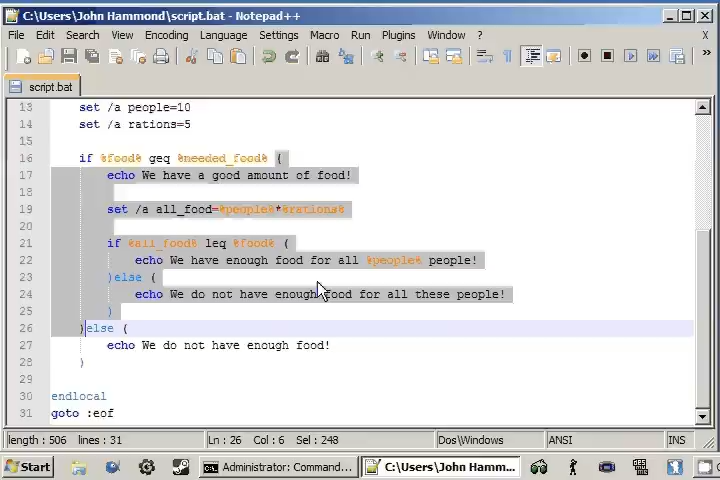 C:\Users\John Hammond\script.bat - Notepad++
File Edit Search View Encoding Language Settings Macro Run Plugins Window ? X
script.bat
13 set /a people=10
14 set /a rations=5
15
16 if %food% geq %needed_food% (
17 echo We have a good amount of food!
18
19 set /a all_food=%people%*%rations%
20
21 if %all_food% leq %food% (
22 echo We have enough food for all %people% people!
23 )else (
24 echo We do not have enough food for all these people!
25 )
26 )else (
27 echo We do not have enough food!
28 )
29
30 endlocal
31 goto :eof
length : 506 lines : 31 Ln : 26 Col : 6 Sel : 248 Dos\Windows ANSI INS
Start Administrator: Command... C:\Users\John Hamm...